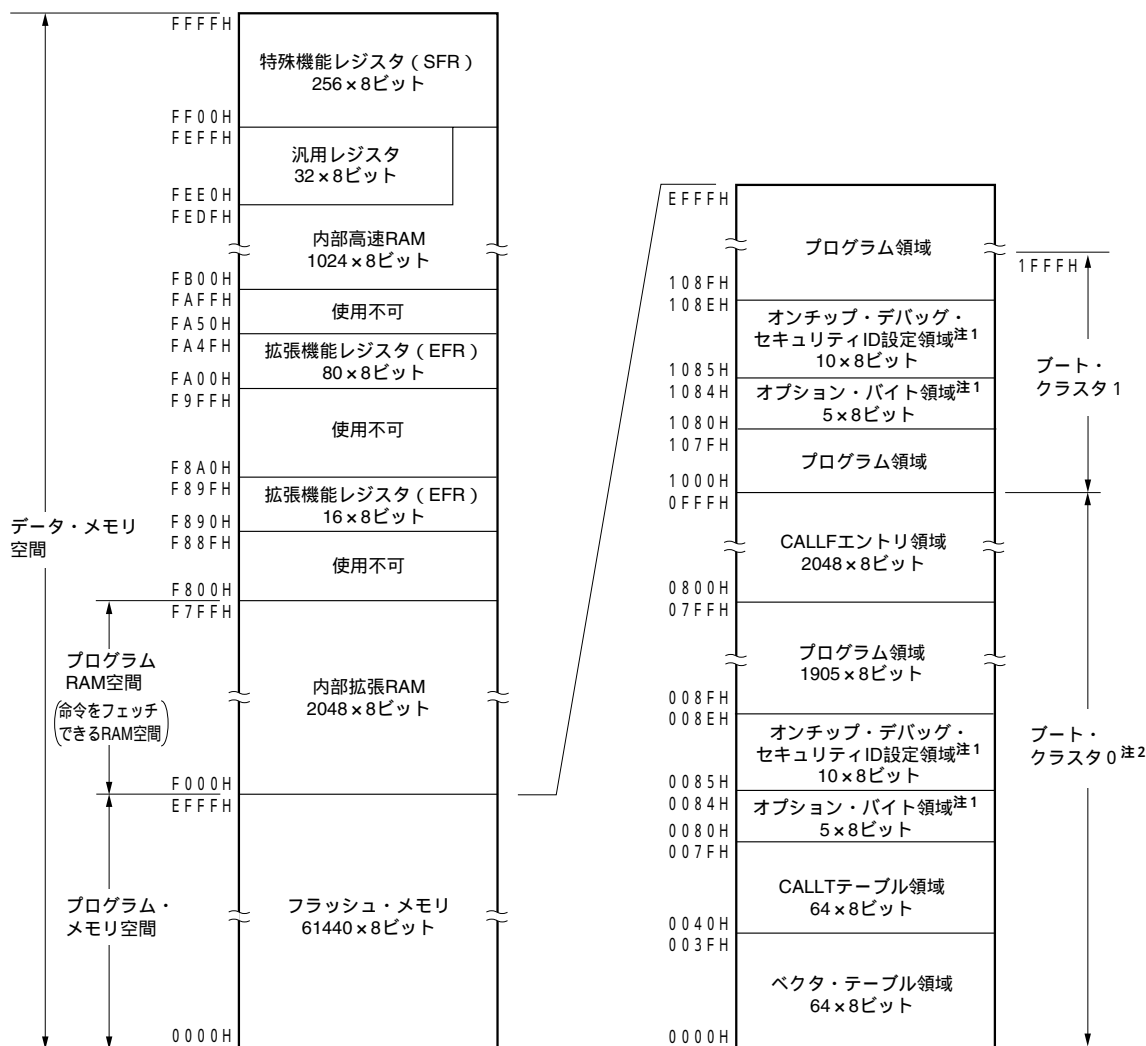 FFFFH
特殊機能レジスタ（SFR）
256×8ビット
FF00H
FEFFH
汎用レジスタ
32×8ビット
FEE0H
FEDFH
内部高速RAM
1024×8ビット
FB00H
FAFFH
使用不可
FA50H
FA4FH
拡張機能レジスタ（EFR）
80×8ビット
FA00H
F9FFH
使用不可
F8A0H
F89FH
拡張機能レジスタ（EFR）
16×8ビット
F890H
F88FH
使用不可
F800H
F7FFH
データ・メモリ
空間
プログラム
RAM空間
(命令をフェッチ
できるRAM空間)
内部拡張RAM
2048×8ビット
F000H
EFFFH
プログラム・
メモリ空間
フラッシュ・メモリ
61440×8ビット
0000H
EFFFH
プログラム領域
1FFFH
108FH
108EH
オンチップ・デバッグ・
セキュリティID設定領域注1
10×8ビット
1085H
1084H
オプション・バイト領域注1
5×8ビット
1080H
107FH
プログラム領域
1000H
0FFFH
ブート・
クラスタ1
CALLFエントリ領域
2048×8ビット
0800H
07FFH
プログラム領域
1905×8ビット
008FH
008EH
オンチップ・デバッグ・
セキュリティID設定領域注1
10×8ビット
0085H
0084H
オプション・バイト領域注1
5×8ビット
0080H
007FH
CALLTテーブル領域
64×8ビット
0040H
003FH
ベクタ・テーブル領域
64×8ビット
0000H
ブート・
クラスタ0注2